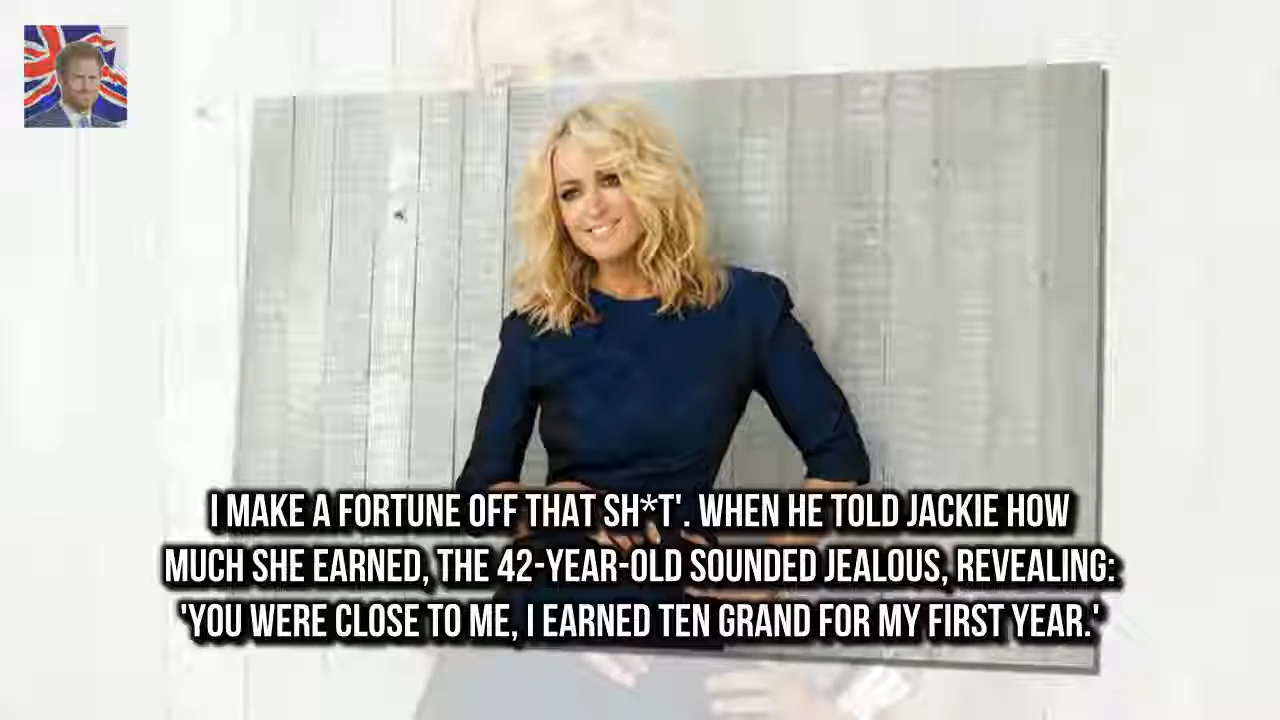 I MAKE A FORTUNE OFF THAT SH*T'. WHEN HE TOLD JACKIE HOW
MUCH SHE EARNED, THE 42-YEAR-OLD SOUNDED JEALOUS, REVEALING:
'YOU WERE CLOSE TO ME, I EARNED TEN GRAND FOR MY FIRST YEAR.'